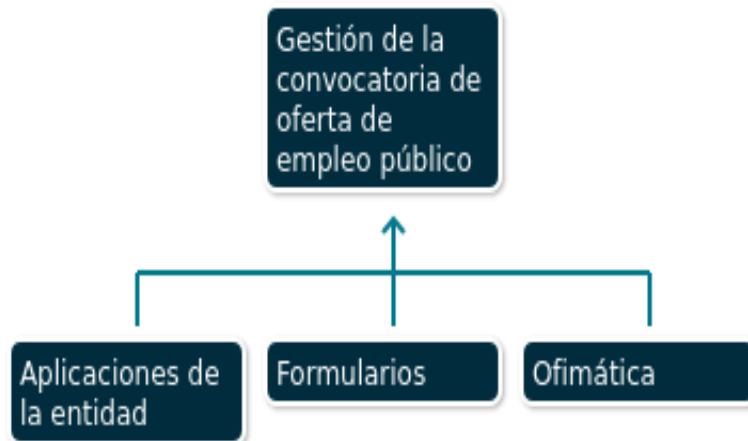 Gestión de la
convocatoria de
oferta de
empleo público
Aplicaciones de
la entidad
Formularios
Ofimática